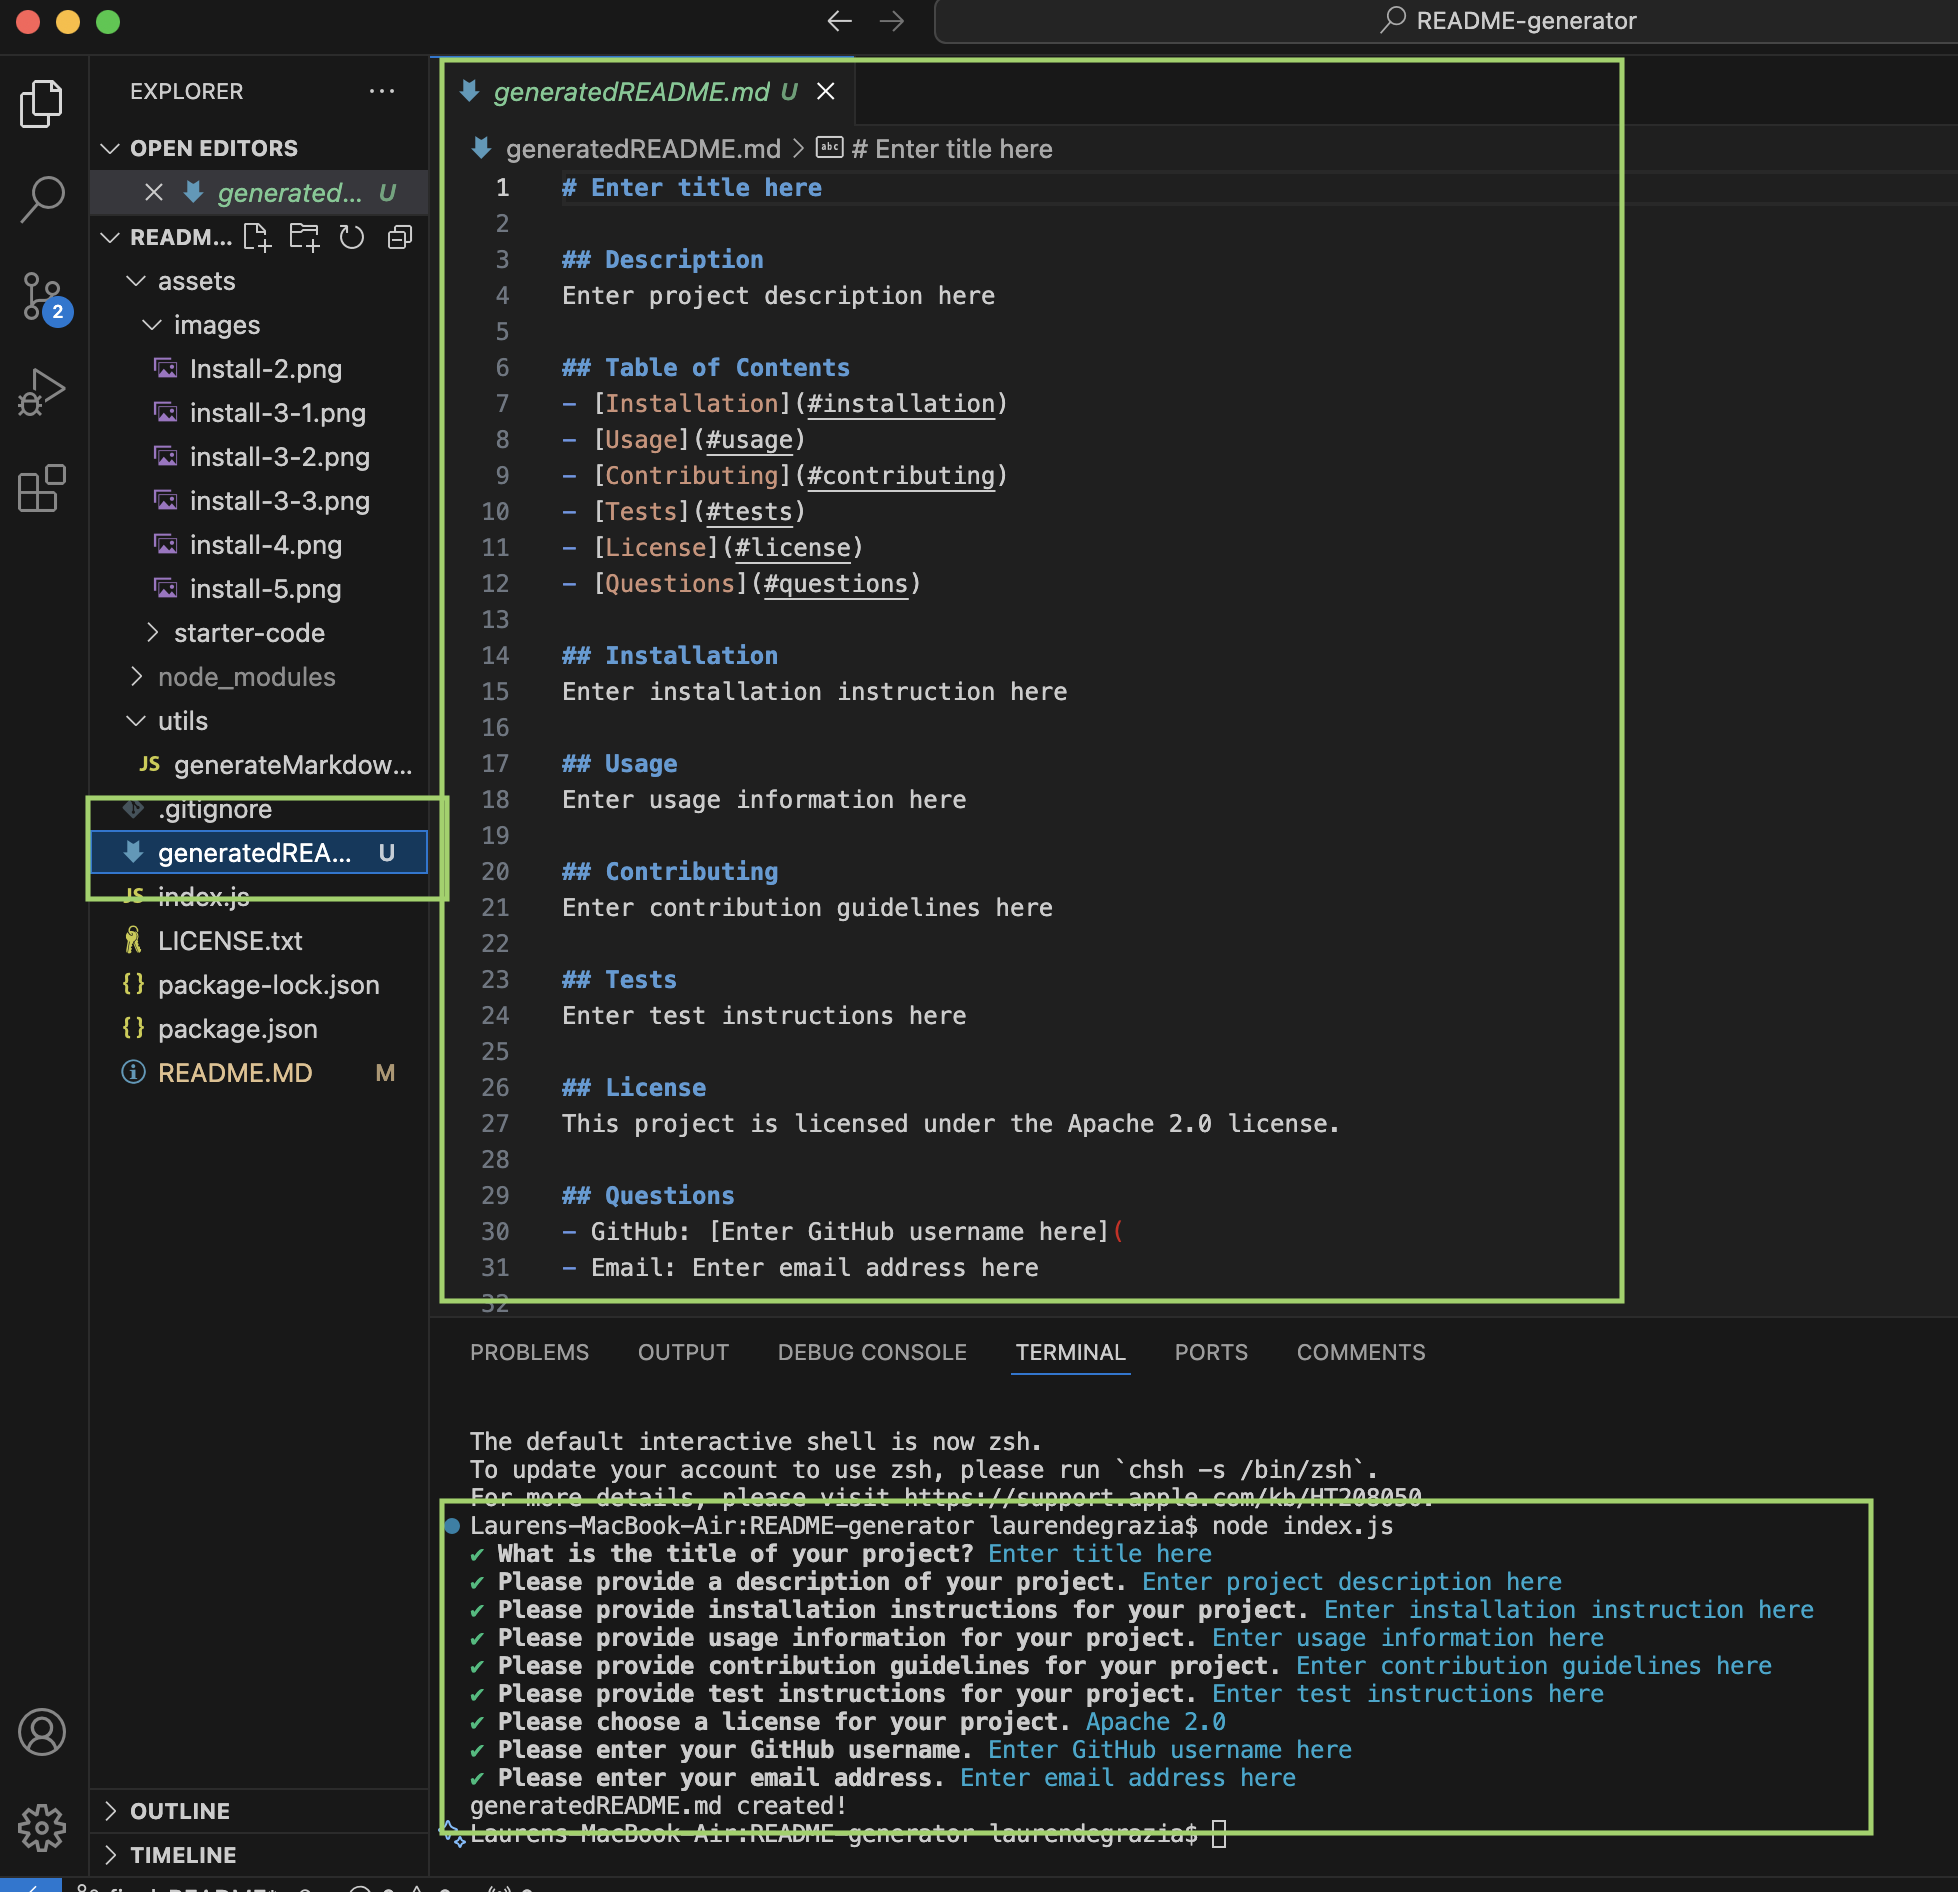 README-generator
EXPLORER ...
OPEN EDITORS
generated... U
READM...
assets
images
Install-2.png
install-3-1.png
install-3-2.png
install-3-3.png
install-4.png
install-5.png
starter-code
node_modules
utils
JS generateMarkdow...
.gitignore
generatedREA... U
JS index.js
LICENSE.txt
{} package-lock.json
{} package.json
README.MD M
OUTLINE
TIMELINE
2
generatedREADME.md U
generatedREADME.md > abc # Enter title here
1 # Enter title here
2
3 ## Description
4 Enter project description here
5
6 ## Table of Contents
7 - [Installation](#installation)
8 - [Usage](#usage)
9 - [Contributing](#contributing)
10 - [Tests](#tests)
11 - [License](#license)
12 - [Questions](#questions)
13
14 ## Installation
15 Enter installation instruction here
16
17 ## Usage
18 Enter usage information here
19
20 ## Contributing
21 Enter contribution guidelines here
22
23 ## Tests
24 Enter test instructions here
25
26 ## License
27 This project is licensed under the Apache 2.0 license.
28
29 ## Questions
30 - GitHub: [Enter GitHub username here](
31 - Email: Enter email address here
32
PROBLEMS OUTPUT DEBUG CONSOLE TERMINAL PORTS COMMENTS
The default interactive shell is now zsh.
To update your account to use zsh, please run `chsh -s /bin/zsh`.
For more details, please visit https://support.apple.com/kb/HT208050.
Laurens-MacBook-Air:README-generator laurendegrazia$ node index.js
✔ What is the title of your project? Enter title here
✔ Please provide a description of your project. Enter project description here
✔ Please provide installation instructions for your project. Enter installation instruction here
✔ Please provide usage information for your project. Enter usage information here
✔ Please provide contribution guidelines for your project. Enter contribution guidelines here
✔ Please provide test instructions for your project. Enter test instructions here
✔ Please choose a license for your project. Apache 2.0
✔ Please enter your GitHub username. Enter GitHub username here
✔ Please enter your email address. Enter email address here
generatedREADME.md created!
Laurens-MacBook-Air:README-generator laurendegrazia$